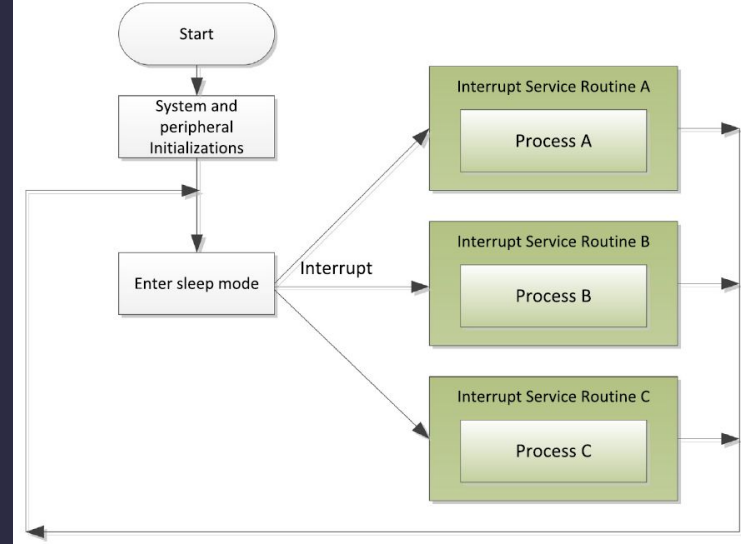 Start
System and
peripheral
Initializations
Enter sleep mode
Interrupt
Interrupt Service Routine A
Process A
Interrupt Service Routine B
Process B
Interrupt Service Routine C
Process C